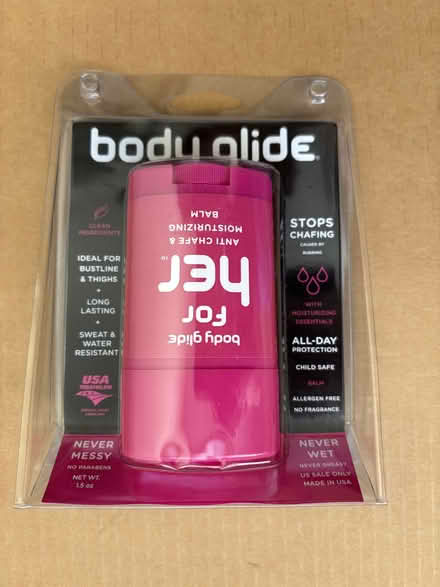 body glide
CLEAN
INGREDIENTS
IDEAL FOR
BUSTLINE
& THIGHS
+
LONG
LASTING
+
SWEAT &
WATER
RESISTANT
USA
TRIATHLON
body glide
FOR
her™
ANTI CHAFE &
MOISTURIZING
BALM
STOPS
CHAFING
CAUSED BY
RUBBING
WITH
MOISTURIZING
ESSENTIALS
ALL-DAY
PROTECTION
CHILD SAFE
BALM
ALLERGEN FREE
NO FRAGRANCE
NEVER
MESSY
NO PARABENS
NET WT.
1.5 oz
NEVER
WET
NEVER GREASY
US SALE ONLY
MADE IN USA